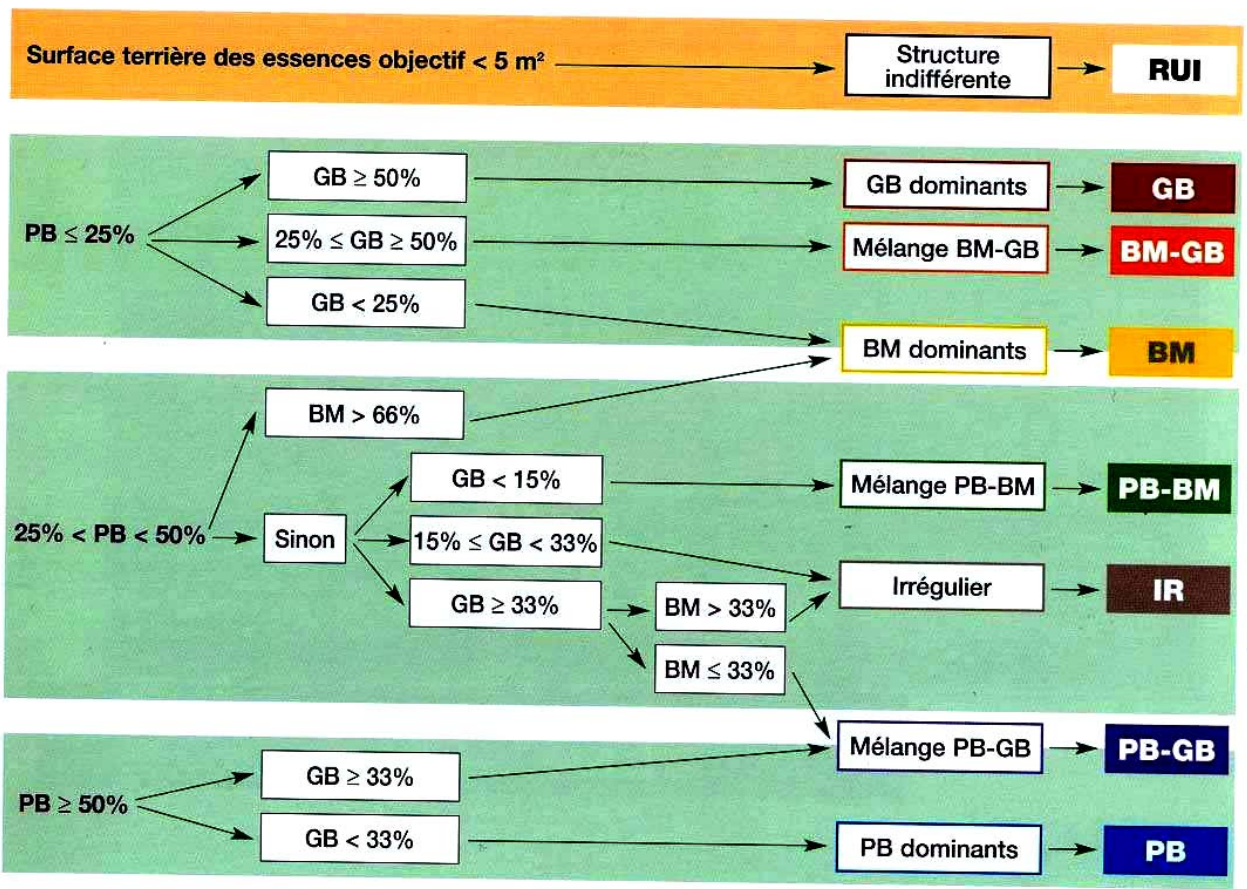 Surface terrière des essences objectif < 5 m²
Structure
indifférente
RUI
PB ≤ 25%
GB ≥ 50%
GB dominants
GB
25% ≤ GB ≥ 50%
Mélange BM-GB
BM-GB
GB < 25%
BM dominants
BM
25% < PB < 50%
BM > 66%
Sinon
GB < 15%
Mélange PB-BM
PB-BM
15% ≤ GB < 33%
Irrégulier
IR
GB ≥ 33%
BM > 33%
BM ≤ 33%
Mélange PB-GB
PB-GB
PB ≥ 50%
GB ≥ 33%
GB < 33%
PB dominants
PB